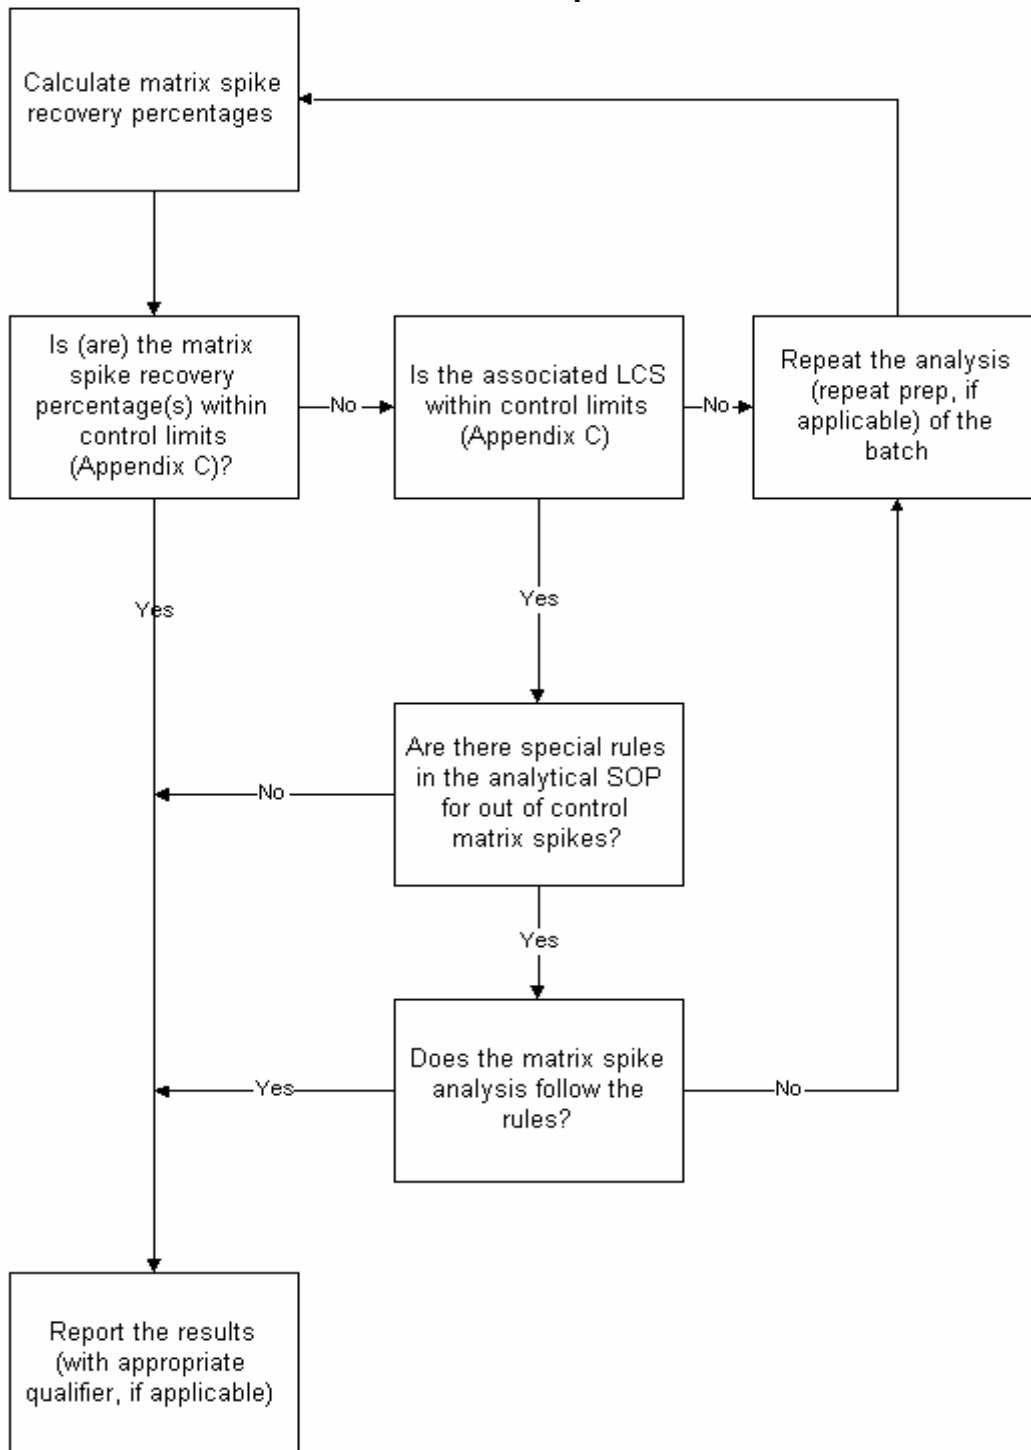 Calculate matrix spike
recovery percentages
Is (are) the matrix
spike recovery
percentage(s) within
control limits
(Appendix C)?
No
Is the associated LCS
within control limits
(Appendix C)
No
Repeat the analysis
(repeat prep, if
applicable) of the
batch
Yes
Yes
Are there special rules
in the analytical SOP
for out of control
matrix spikes?
No
Yes
Does the matrix spike
analysis follow the
rules?
Yes
No
Report the results
(with appropriate
qualifier, if applicable)